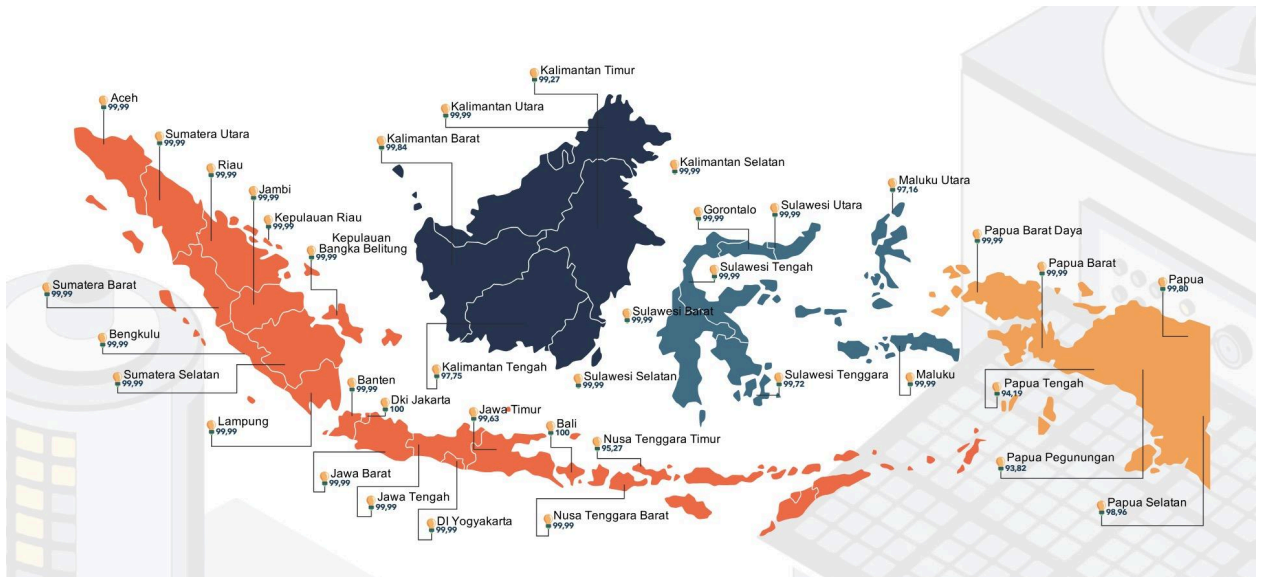 Aceh
99,99
Sumatera Utara
99,99
Riau
99,99
Jambi
99,99
Kepulauan Riau
99,99
Kepulauan
Bangka Belitung
99,99
Sumatera Barat
99,99
Bengkulu
99,99
Sumatera Selatan
99,99
Lampung
99,99
Kalimantan Timur
99,27
Kalimantan Utara
99,99
Kalimantan Barat
99,84
Kalimantan Selatan
99,99
Kalimantan Tengah
97,75
Banten
99,99
Dki Jakarta
100
Jawa Timur
99,63
Bali
100
Jawa Barat
99,99
Jawa Tengah
99,99
DI Yogyakarta
99,99
Nusa Tenggara Timur
95,27
Nusa Tenggara Barat
99,99
Gorontalo
99,99
Sulawesi Utara
99,99
Sulawesi Tengah
99,99
Sulawesi Barat
99,99
Sulawesi Selatan
99,99
Sulawesi Tenggara
99,72
Maluku Utara
97,16
Maluku
99,99
Papua Barat Daya
99,99
Papua Barat
99,99
Papua
99,80
Papua Tengah
94,19
Papua Pegunungan
93,82
Papua Selatan
98,96